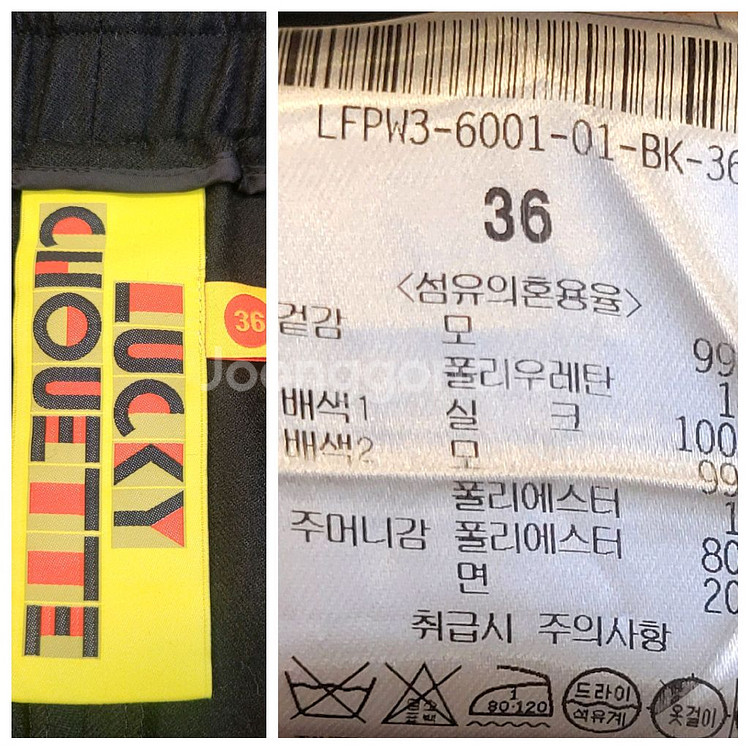 LUCKY
CHOUETTE
36
LFPW3-6001-01-BK-36
36
<섬유의혼용율>
겉감 모 99
폴리우레탄 1
배색1 실 크 100
배색2 모 99
폴리에스터 1
주머니감 폴리에스터 80
면 20
취급시 주의사항
1
80-120
드라이
석유계
옷걸이